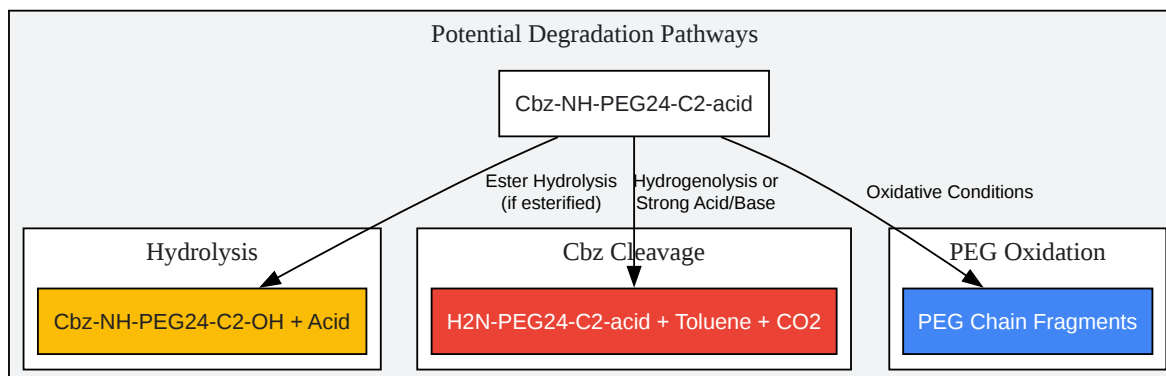 Potential Degradation Pathways
Cbz-NH-PEG24-C2-acid
Ester Hydrolysis
(if esterified)
Hydrogenolysis or
Strong Acid/Base
Oxidative Conditions
Hydrolysis
Cbz Cleavage
PEG Oxidation
Cbz-NH-PEG24-C2-OH + Acid
H2N-PEG24-C2-acid + Toluene + CO2
PEG Chain Fragments